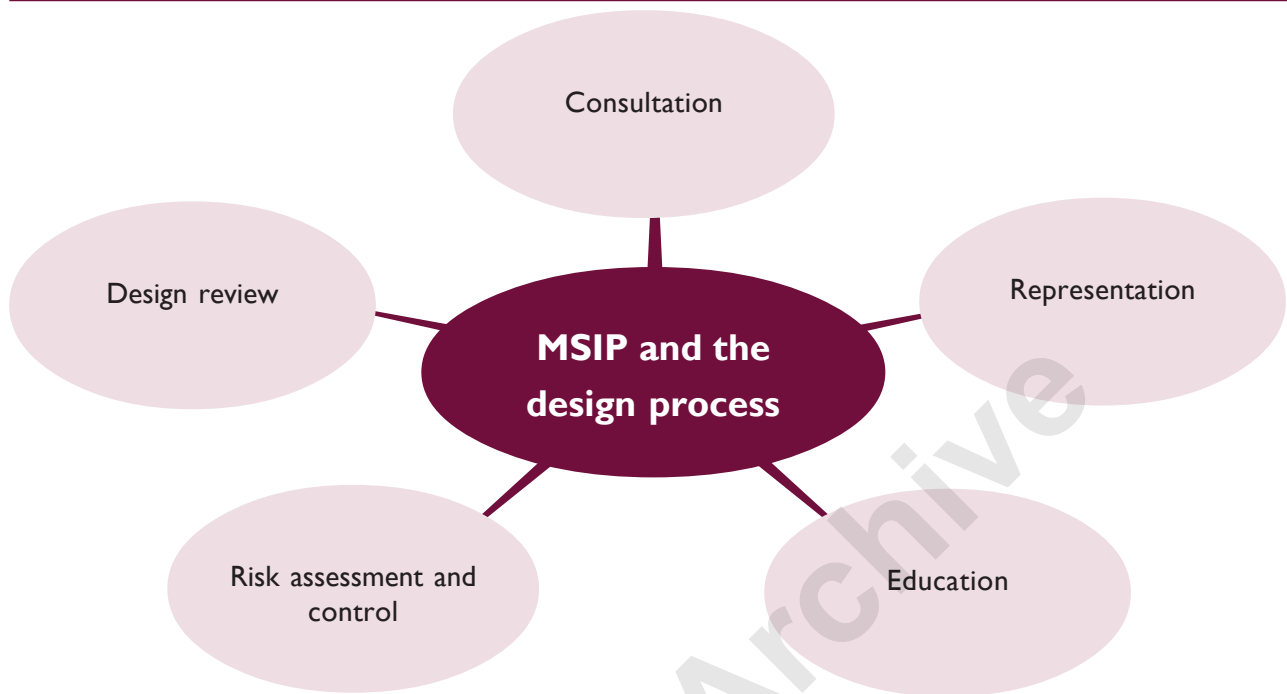 Consultation
Design review
Representation
MSIP and the
design process
Risk assessment and
control
Education
Archive